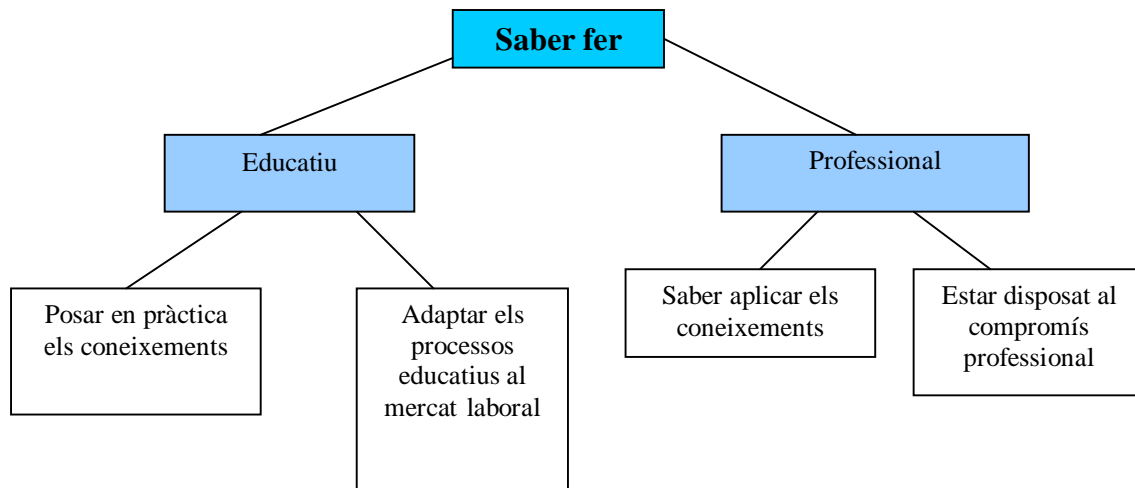 Saber fer
Educatiu
Professional
Posar en pràctica
els coneixements
Adaptar els
processos
educatius al
mercat laboral
Saber aplicar els
coneixements
Estar disposat al
compromís
professional